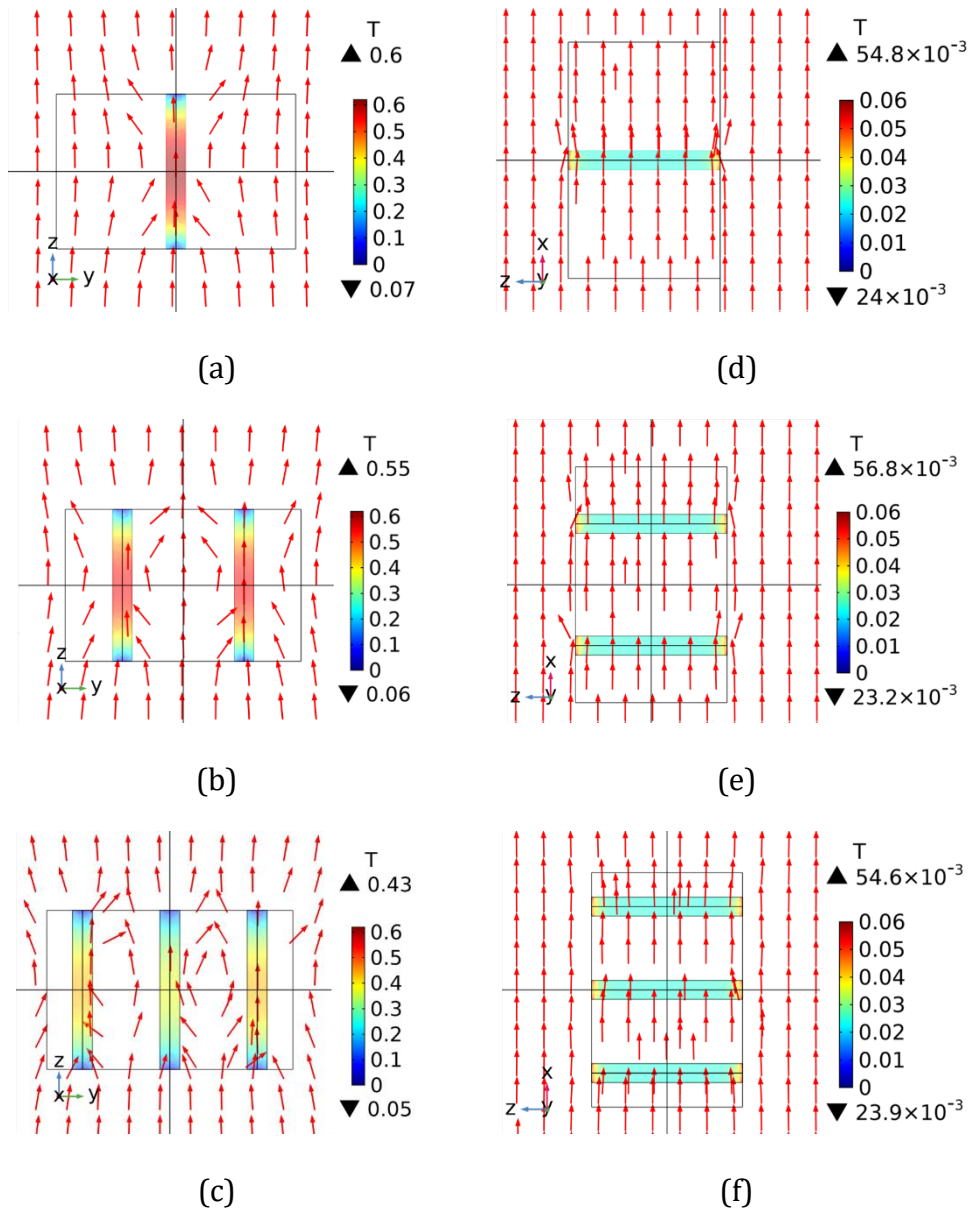 T
▲ 0.6
0.6
0.5
0.4
0.3
0.2
0.1
0
▼ 0.07
z
x y
(a)
T
▲ 54.8×10⁻³
0.06
0.05
0.04
0.03
0.02
0.01
0
▼ 24×10⁻³
x
z y
(d)
T
▲ 0.55
0.6
0.5
0.4
0.3
0.2
0.1
0
▼ 0.06
z
x y
(b)
T
▲ 56.8×10⁻³
0.06
0.05
0.04
0.03
0.02
0.01
0
▼ 23.2×10⁻³
x
z y
(e)
T
▲ 0.43
0.6
0.5
0.4
0.3
0.2
0.1
0
▼ 0.05
z
x y
(c)
T
▲ 54.6×10⁻³
0.06
0.05
0.04
0.03
0.02
0.01
0
▼ 23.9×10⁻³
x
z y
(f)